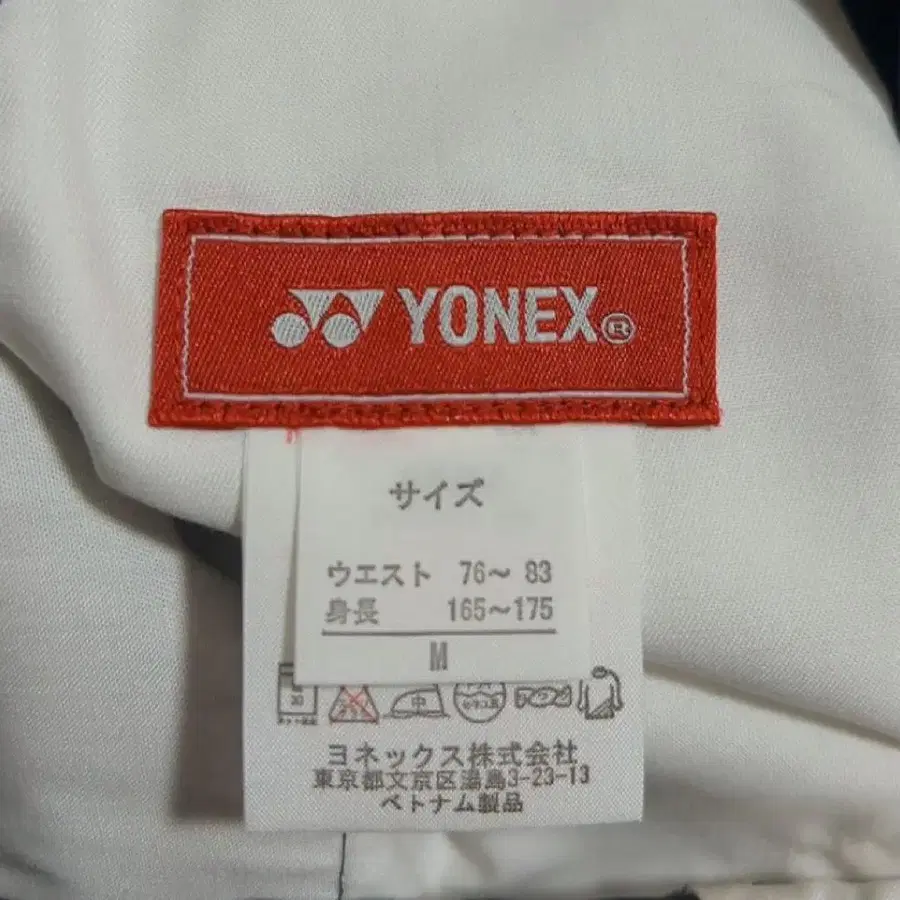 YONEX®
サイズ
ウエスト 76～ 83
身長 165～175
M
30
中
ヨネックス株式会社
東京都文京区湯島3-23-13
ベトナム製品